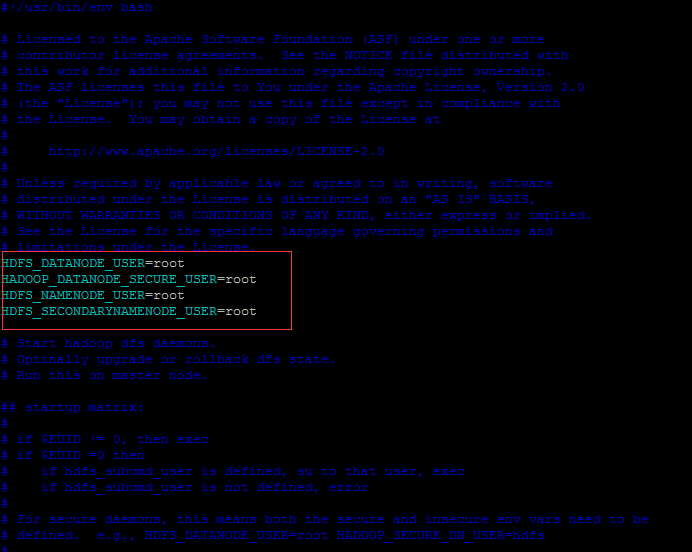 #!/usr/bin/env bash
# Licensed to the Apache Software Foundation (ASF) under one or more
# contributor license agreements.  See the NOTICE file distributed with
# this work for additional information regarding copyright ownership.
# The ASF licenses this file to You under the Apache License, Version 2.0
# (the "License"); you may not use this file except in compliance with
# the License.  You may obtain a copy of the License at
#
#     http://www.apache.org/licenses/LICENSE-2.0
#
# Unless required by applicable law or agreed to in writing, software
# distributed under the License is distributed on an "AS IS" BASIS,
# WITHOUT WARRANTIES OR CONDITIONS OF ANY KIND, either express or implied.
# See the License for the specific language governing permissions and
# limitations under the License.
HDFS_DATANODE_USER=root
HADOOP_DATANODE_SECURE_USER=root
HDFS_NAMENODE_USER=root
HDFS_SECONDARYNAMENODE_USER=root
# Start hadoop dfs daemons.
# Optinally upgrade or rollback dfs state.
# Run this on master node.
## startup matrix:
#
# if $EUID != 0, then exec
# if $EUID =0 then
#    if hdfs_subcmd_user is defined, su to that user, exec
#    if hdfs_subcmd_user is not defined, error
#
# For secure daemons, this means both the secure and insecure env vars need to be
# defined.  e.g., HDFS_DATANODE_USER=root HADOOP_SECURE_DN_USER=hdfs
#